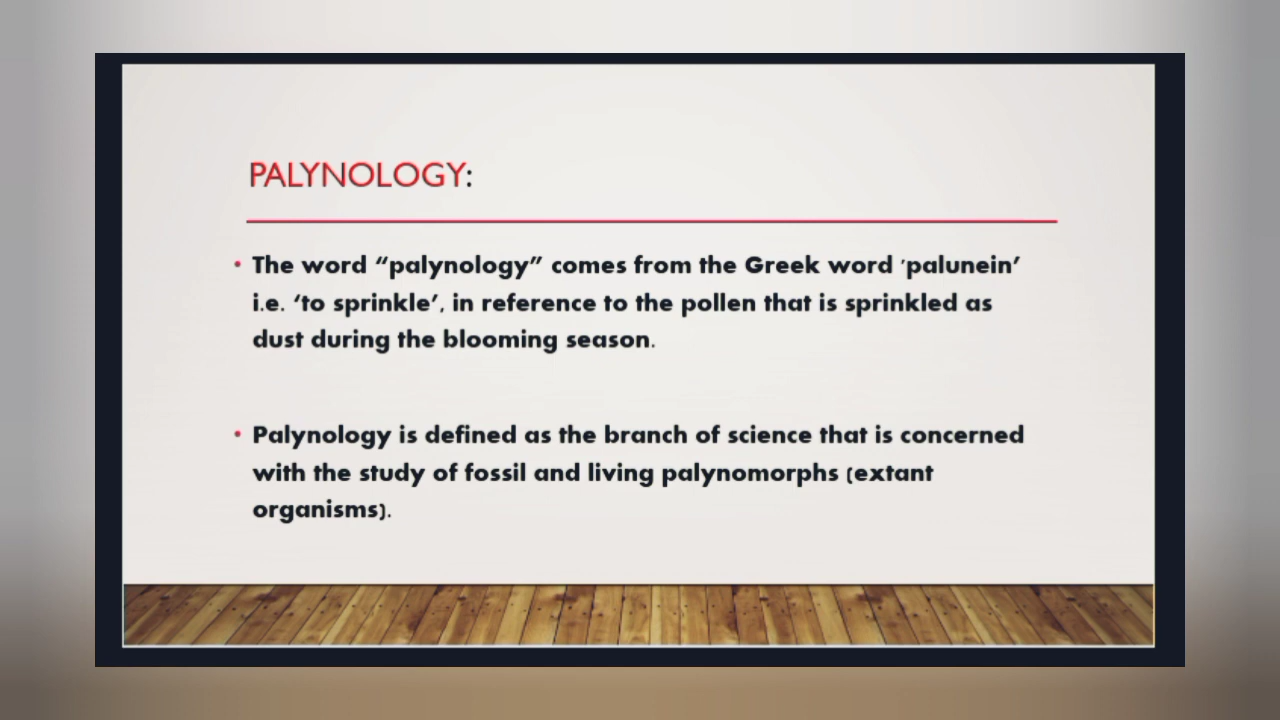 PALYNOLOGY:
• The word “palynology” comes from the Greek word ’palunein’
i.e. ‘to sprinkle’, in reference to the pollen that is sprinkled as
dust during the blooming season.
• Palynology is defined as the branch of science that is concerned
with the study of fossil and living palynomorphs (extant
organisms).